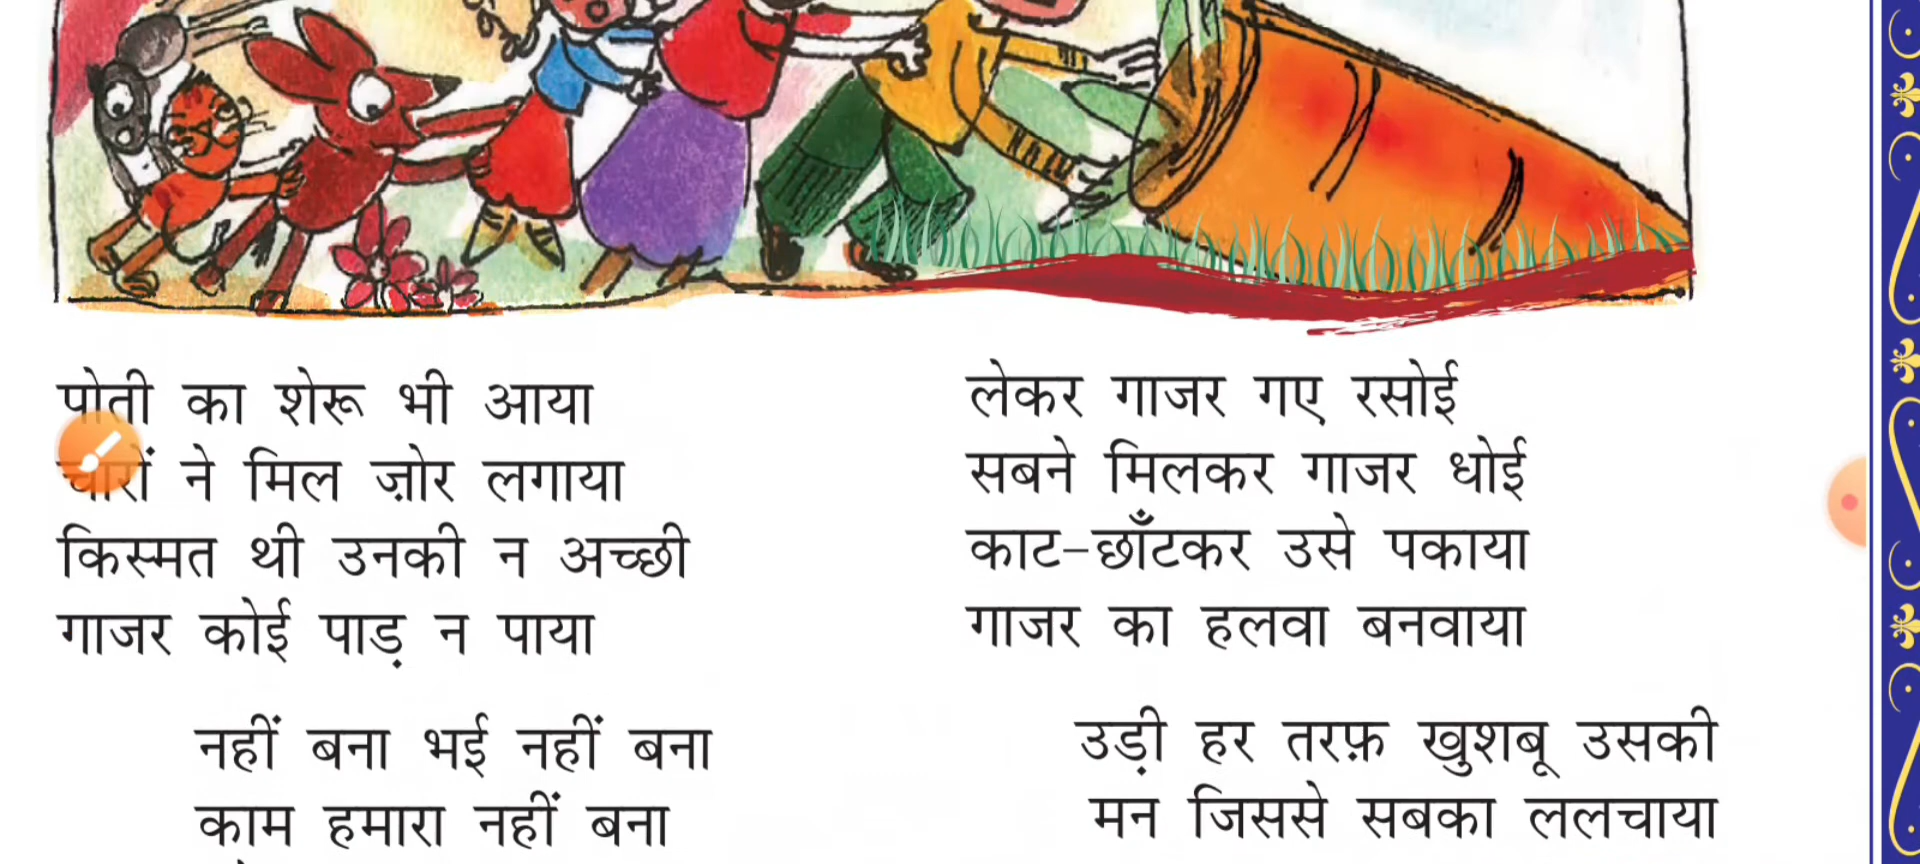 पोती का शेरू भी आया
चारों ने मिल ज़ोर लगाया
किस्मत थी उनकी न अच्छी
गाजर कोई पाड़ न पाया
नहीं बना भई नहीं बना
काम हमारा नहीं बना
लेकर गाजर गए रसोई
सबने मिलकर गाजर धोई
काट-छाँटकर उसे पकाया
गाजर का हलवा बनवाया
उड़ी हर तरफ़ खुशबू उसकी
मन जिससे सबका ललचाया